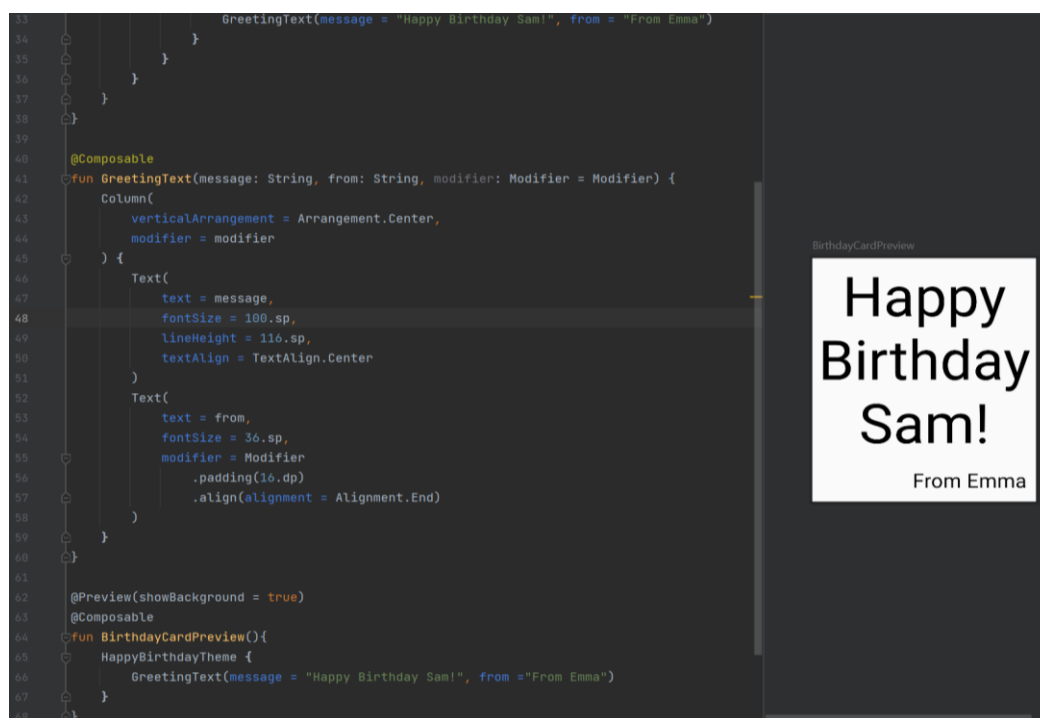 33 GreetingText(message = "Happy Birthday Sam!", from = "From Emma")
34 }
35 }
36 }
37 }
38 }
39
40 @Composable
41 fun GreetingText(message: String, from: String, modifier: Modifier = Modifier) {
42 Column(
43 verticalArrangement = Arrangement.Center,
44 modifier = modifier
45 ) {
46 Text(
47 text = message,
48 fontSize = 100.sp,
49 lineHeight = 116.sp,
50 textAlign = TextAlign.Center
51 )
52 Text(
53 text = from,
54 fontSize = 36.sp,
55 modifier = Modifier
56 .padding(16.dp)
57 .align(alignment = Alignment.End)
58 )
59 }
60 }
61
62 @Preview(showBackground = true)
63 @Composable
64 fun BirthdayCardPreview(){
65 HappyBirthdayTheme {
66 GreetingText(message = "Happy Birthday Sam!", from ="From Emma")
67 }
68 }
BirthdayCardPreview
Happy
Birthday
Sam!
From Emma